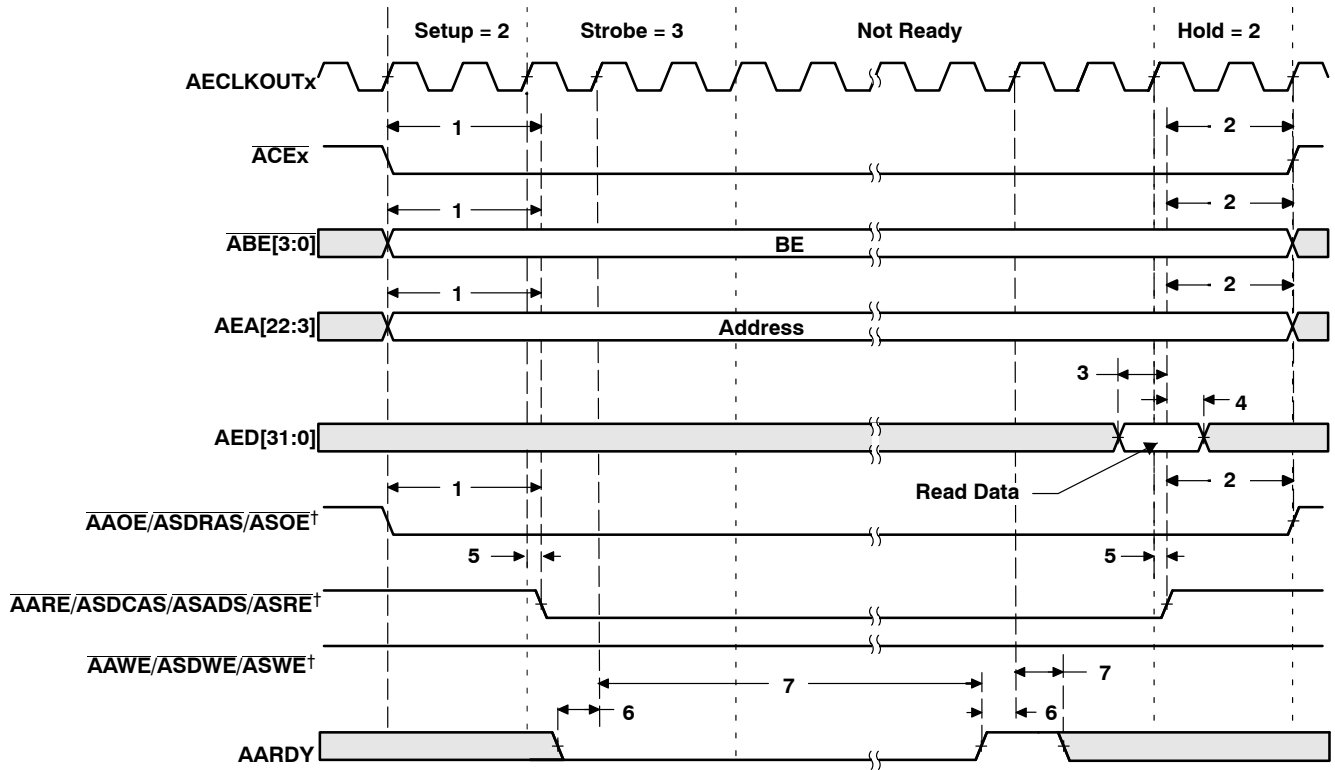 Setup = 2 Strobe = 3 Not Ready Hold = 2
AECLKOUTx
1 2
ACEx
1 2
ABE[3:0] BE
1 2
AEA[22:3] Address
3
4
AED[31:0]
1 Read Data 2
AAOE/ASDRAS/ASOE†
5 5
AARE/ASDCAS/ASADS/ASRE†
AAWE/ASDWE/ASWE†
7 7
6 6
AARDY